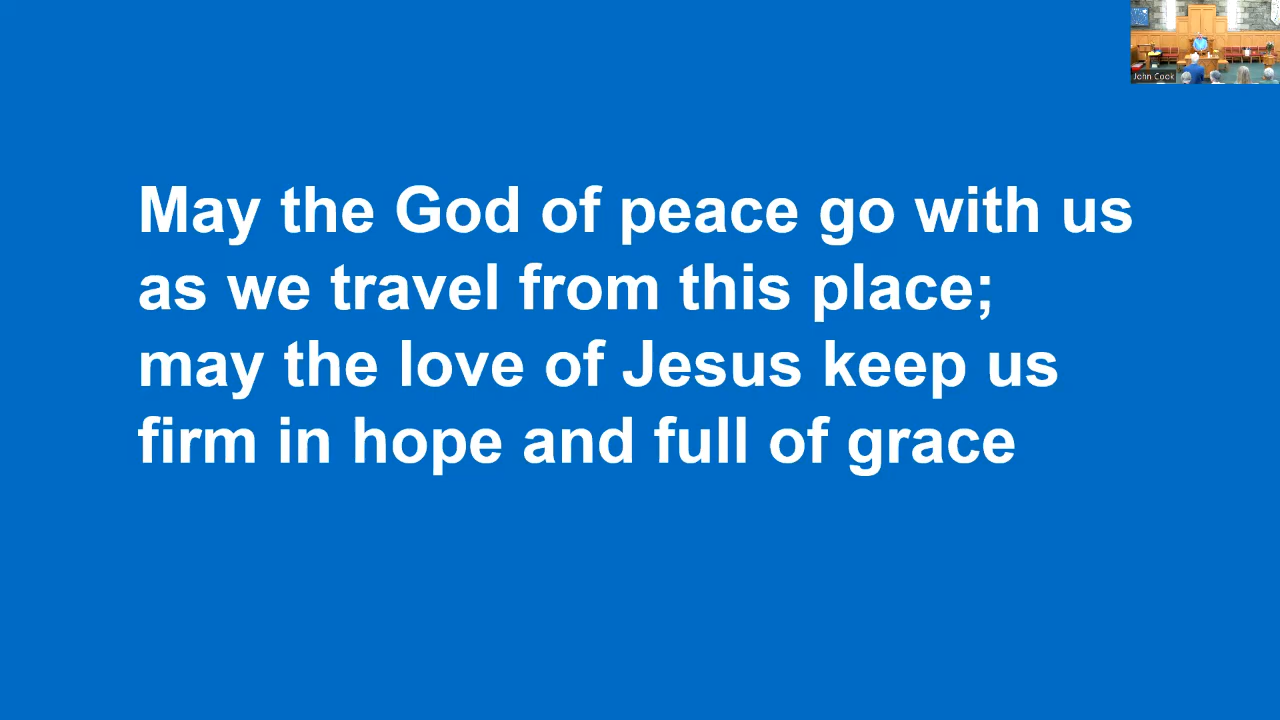 John Cook
May the God of peace go with us
as we travel from this place;
may the love of Jesus keep us
firm in hope and full of grace